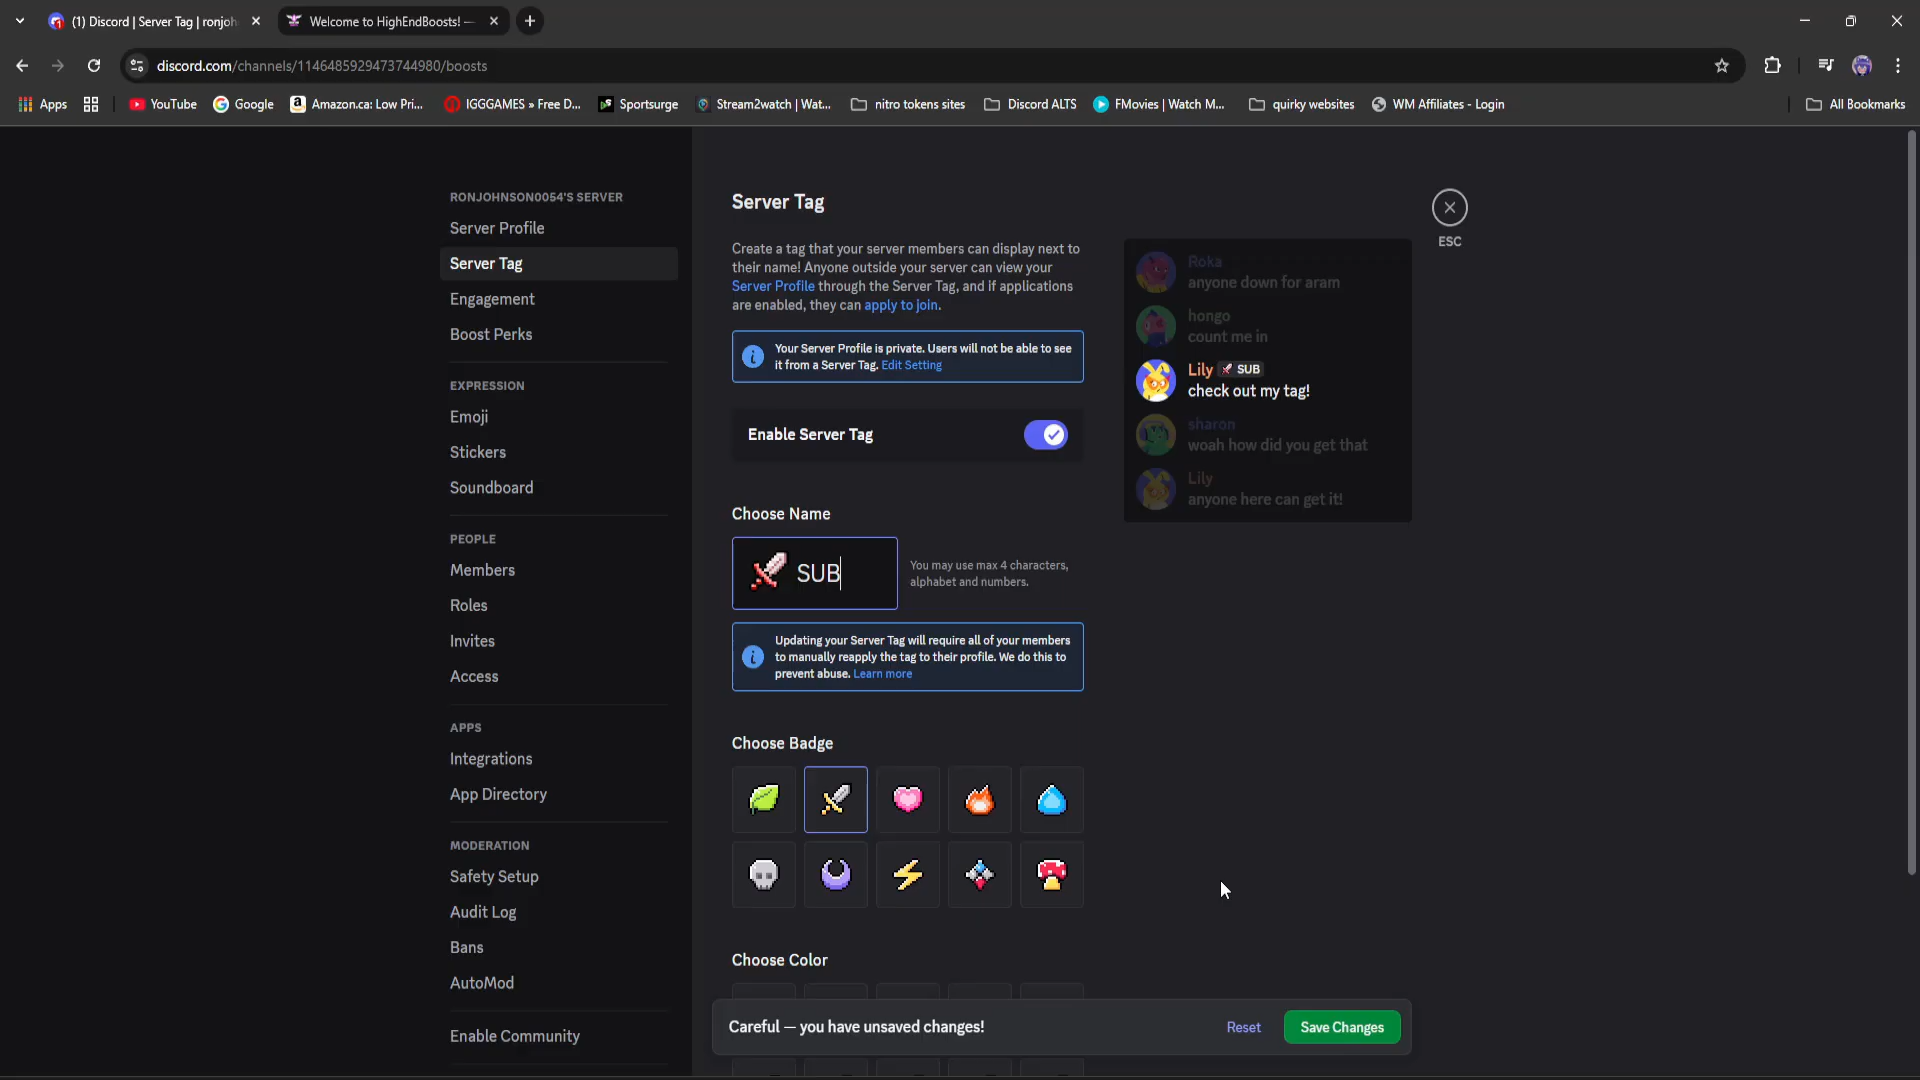 (1) Discord | Server Tag | ronjoh
Welcome to HighEndBoosts! —
discord.com/channels/1146485929473744980/boosts
Apps
YouTube
Google
Amazon.ca: Low Pri...
IGGGAMES » Free D...
Sportsurge
Stream2watch | Wat...
nitro tokens sites
Discord ALTS
FMovies | Watch M...
quirky websites
WM Affiliates - Login
All Bookmarks
RONJOHNSON0054'S SERVER
Server Profile
Server Tag
Engagement
Boost Perks
EXPRESSION
Emoji
Stickers
Soundboard
PEOPLE
Members
Roles
Invites
Access
APPS
Integrations
App Directory
MODERATION
Safety Setup
Audit Log
Bans
AutoMod
Enable Community
Server Tag
Create a tag that your server members can display next to
their name! Anyone outside your server can view your
Server Profile through the Server Tag, and if applications
are enabled, they can apply to join.
Your Server Profile is private. Users will not be able to see
it from a Server Tag. Edit Setting
Enable Server Tag
Choose Name
SUB
You may use max 4 characters,
alphabet and numbers.
Updating your Server Tag will require all of your members
to manually reapply the tag to their profile. We do this to
prevent abuse. Learn more
Choose Badge
Choose Color
Careful — you have unsaved changes!
Reset
Save Changes
Roka
anyone down for aram
hongo
count me in
Lily SUB
check out my tag!
sharon
woah how did you get that
Lily
anyone here can get it!
ESC